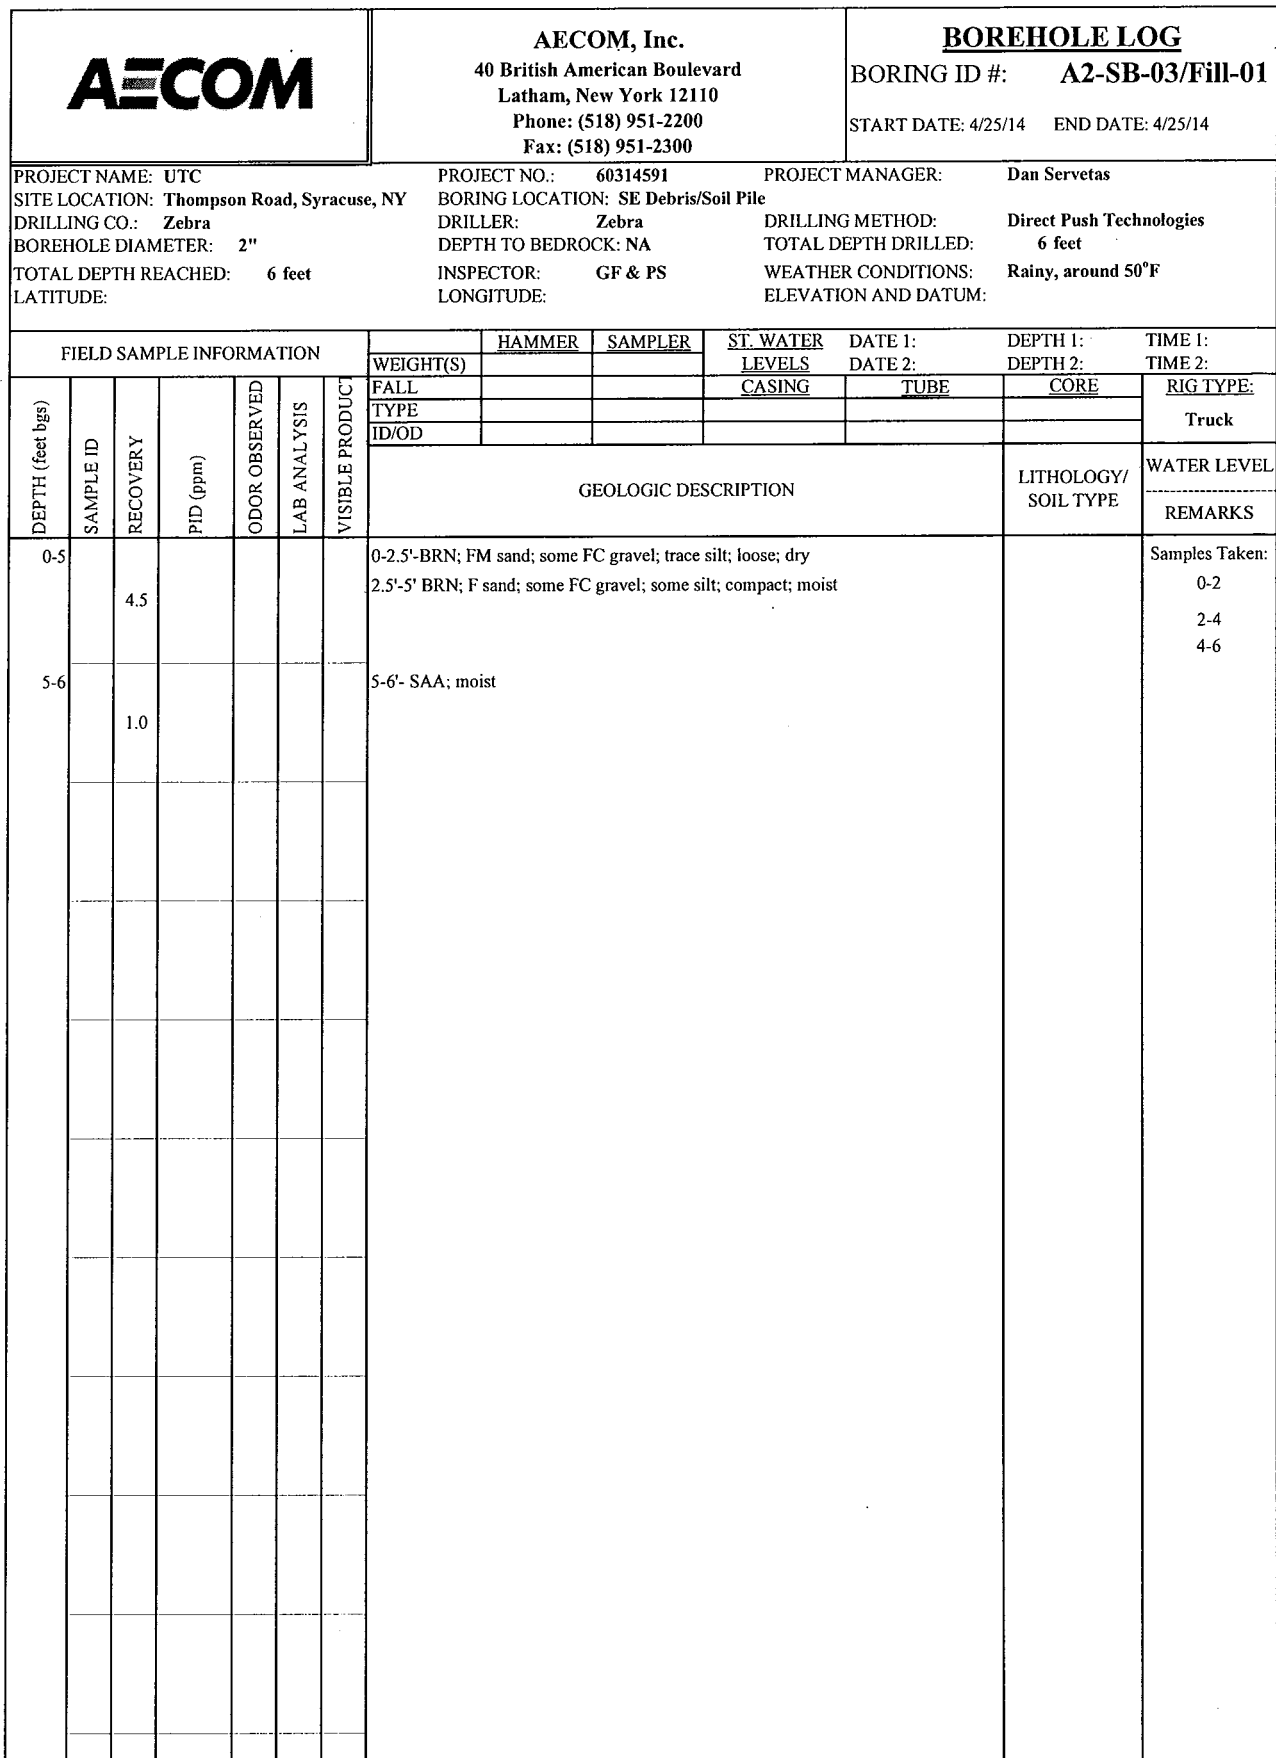 AECOM
AECOM, Inc.
40 British American Boulevard
Latham, New York 12110
Phone: (518) 951-2200
Fax: (518) 951-2300
BOREHOLE LOG
BORING ID #: A2-SB-03/Fill-01
START DATE: 4/25/14 END DATE: 4/25/14
PROJECT NAME: UTC PROJECT NO.: 60314591 PROJECT MANAGER: Dan Servetas
SITE LOCATION: Thompson Road, Syracuse, NY BORING LOCATION: SE Debris/Soil Pile
DRILLING CO.: Zebra DRILLER: Zebra DRILLING METHOD: Direct Push Technologies
BOREHOLE DIAMETER: 2" DEPTH TO BEDROCK: NA TOTAL DEPTH DRILLED: 6 feet
TOTAL DEPTH REACHED: 6 feet INSPECTOR: GF & PS WEATHER CONDITIONS: Rainy, around 50°F
LATITUDE: LONGITUDE: ELEVATION AND DATUM:
FIELD SAMPLE INFORMATION
HAMMER SAMPLER ST. WATER DATE 1: DEPTH 1: TIME 1:
WEIGHT(S) LEVELS DATE 2: DEPTH 2: TIME 2:
FALL CASING TUBE CORE RIG TYPE:
TYPE Truck
ID/OD
DEPTH (feet bgs)
SAMPLE ID
RECOVERY
PID (ppm)
ODOR OBSERVED
LAB ANALYSIS
VISIBLE PRODUCT
GEOLOGIC DESCRIPTION
LITHOLOGY/
SOIL TYPE
WATER LEVEL
REMARKS
0-5 0-2.5'-BRN; FM sand; some FC gravel; trace silt; loose; dry Samples Taken:
2.5'-5' BRN; F sand; some FC gravel; some silt; compact; moist 0-2
4.5
2-4
4-6
5-6 5-6'- SAA; moist
1.0